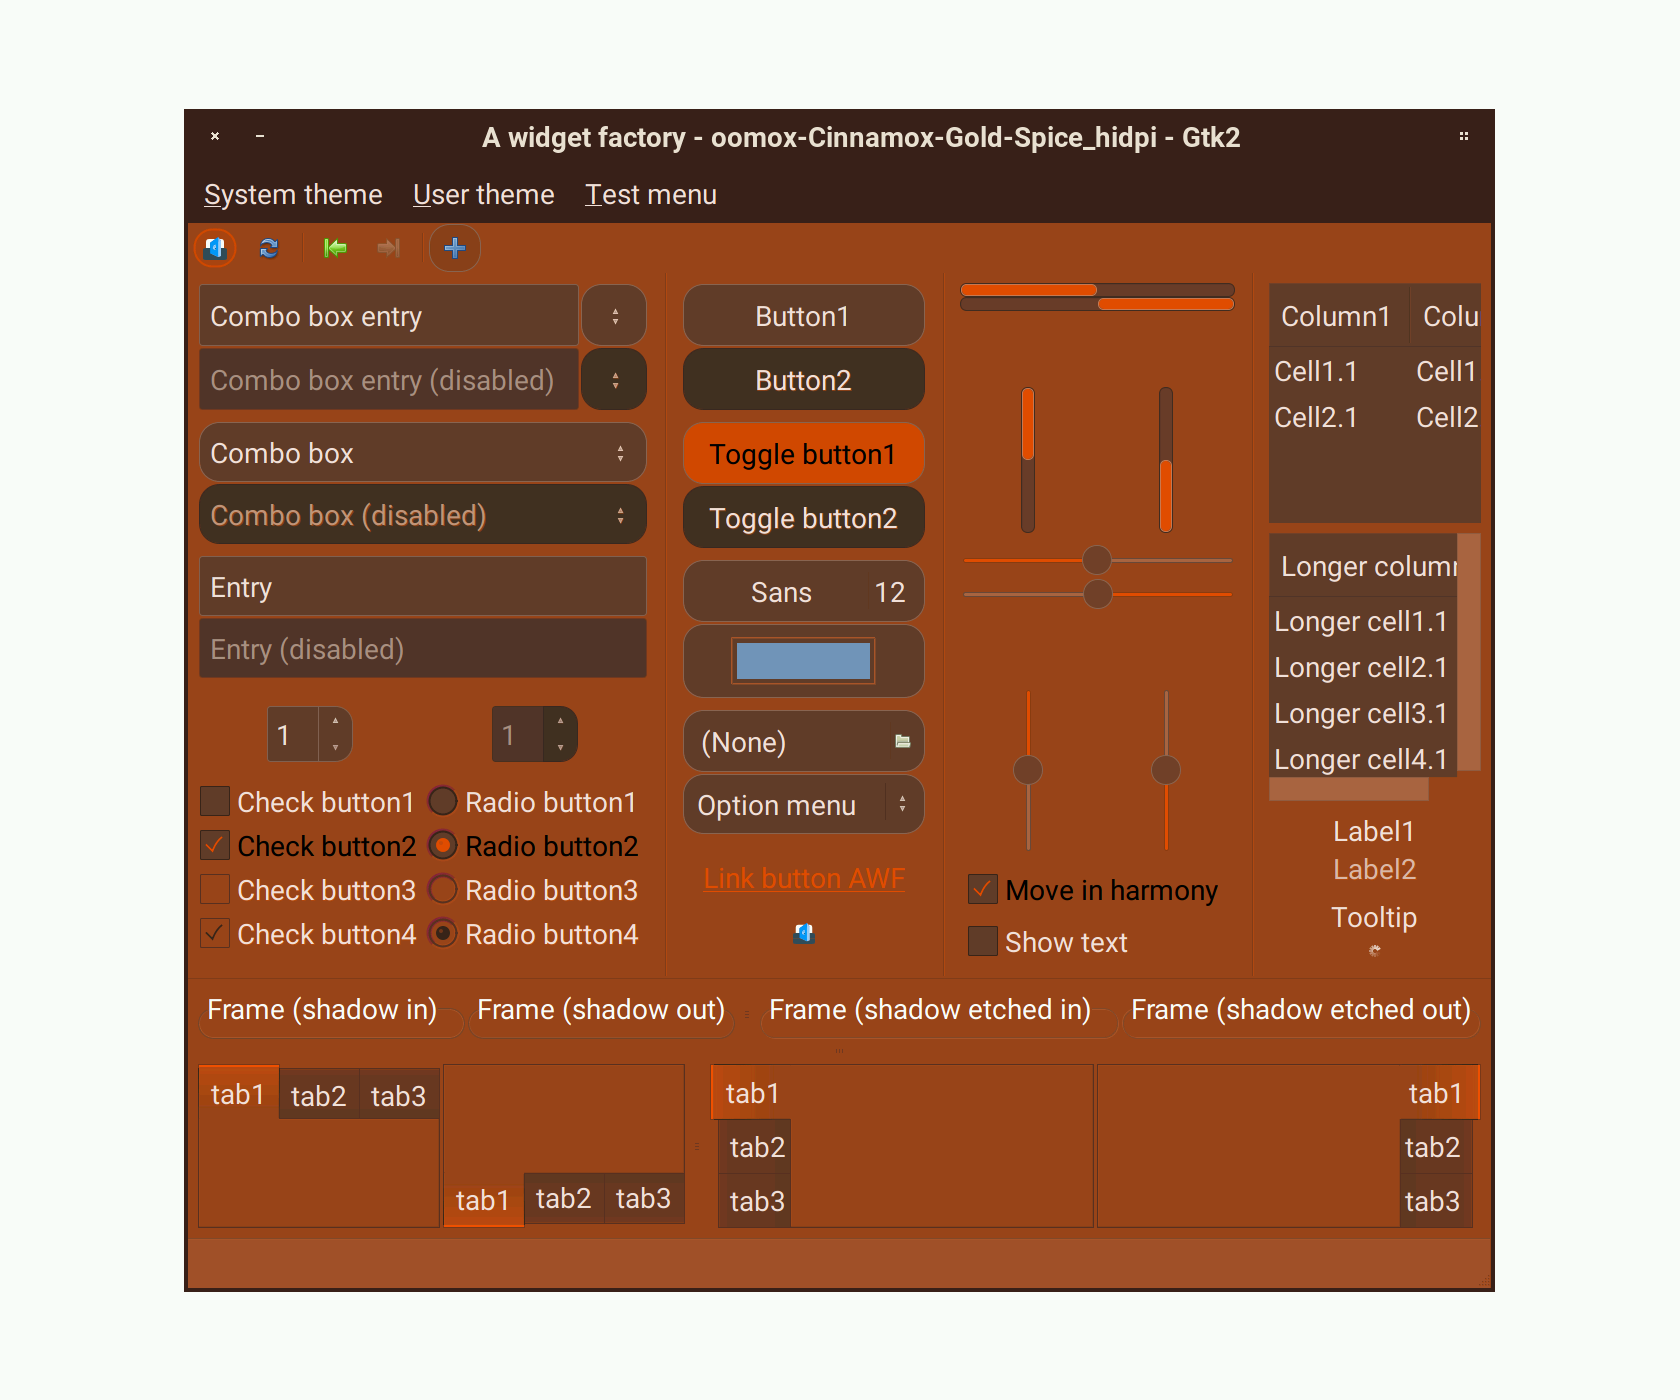 A widget factory - oomox-Cinnamox-Gold-Spice_hidpi - Gtk2
System theme User theme Test menu
Combo box entry
Combo box entry (disabled)
Combo box
Combo box (disabled)
Entry
Entry (disabled)
1 1
Check button1 Radio button1
Check button2 Radio button2
Check button3 Radio button3
Check button4 Radio button4
Button1
Button2
Toggle button1
Toggle button2
Sans 12
(None)
Option menu
Link button AWF
Move in harmony
Show text
Column1 Colu
Cell1.1 Cell1
Cell2.1 Cell2
Longer column
Longer cell1.1
Longer cell2.1
Longer cell3.1
Longer cell4.1
Label1
Label2
Tooltip
Frame (shadow in) Frame (shadow out) Frame (shadow etched in) Frame (shadow etched out)
tab1 tab2 tab3
tab1 tab2 tab3
tab1
tab2
tab3
tab1
tab2
tab3